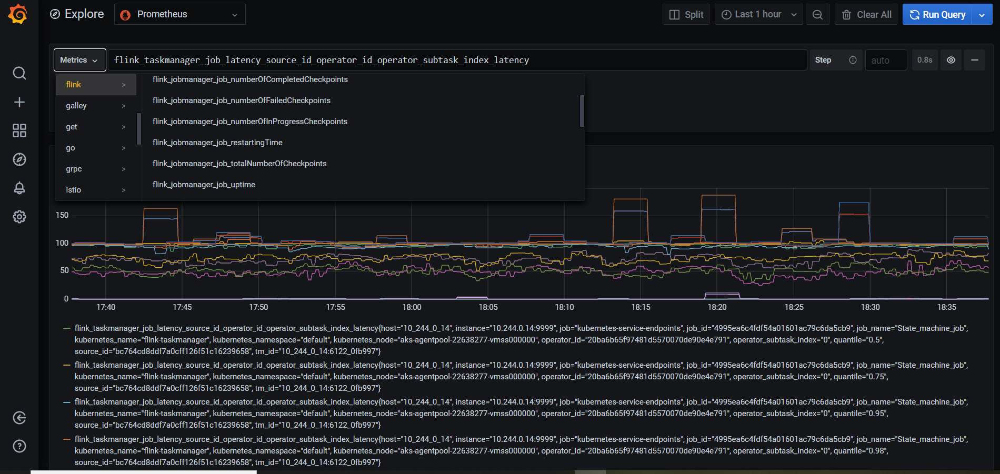 Explore Prometheus Split Last 1 hour Clear All Run Query
Metrics flink_taskmanager_job_latency_source_id_operator_id_operator_subtask_index_latency Step auto 0.8s
flink >
galley >
get >
go >
grpc >
istio >
flink_jobmanager_job_numberOfCompletedCheckpoints
flink_jobmanager_job_numberOfFailedCheckpoints
flink_jobmanager_job_numberOfInProgressCheckpoints
flink_jobmanager_job_restartingTime
flink_jobmanager_job_totalNumberOfCheckpoints
flink_jobmanager_job_uptime
150
100
50
0
17:40 17:45 17:50 17:55 18:00 18:05 18:10 18:15 18:20 18:25 18:30 18:35
flink_taskmanager_job_latency_source_id_operator_id_operator_subtask_index_latency{host="10_244_0_14", instance="10.244.0.14:9999", job="kubernetes-service-endpoints", job_id="4995ea6c4fdf54a01601ac79c6da5cb9", job_name="State_machine_job",
kubernetes_name="flink-taskmanager", kubernetes_namespace="default", kubernetes_node="aks-agentpool-22638277-vmss000000", operator_id="20ba6b65f97481d5570070de90e4e791", operator_subtask_index="0", quantile="0.5",
source_id="bc764cd8ddf7a0cff126f51c16239658", tm_id="10_244_0_14:6122_0fb997"}
flink_taskmanager_job_latency_source_id_operator_id_operator_subtask_index_latency{host="10_244_0_14", instance="10.244.0.14:9999", job="kubernetes-service-endpoints", job_id="4995ea6c4fdf54a01601ac79c6da5cb9", job_name="State_machine_job",
kubernetes_name="flink-taskmanager", kubernetes_namespace="default", kubernetes_node="aks-agentpool-22638277-vmss000000", operator_id="20ba6b65f97481d5570070de90e4e791", operator_subtask_index="0", quantile="0.75",
source_id="bc764cd8ddf7a0cff126f51c16239658", tm_id="10_244_0_14:6122_0fb997"}
flink_taskmanager_job_latency_source_id_operator_id_operator_subtask_index_latency{host="10_244_0_14", instance="10.244.0.14:9999", job="kubernetes-service-endpoints", job_id="4995ea6c4fdf54a01601ac79c6da5cb9", job_name="State_machine_job",
kubernetes_name="flink-taskmanager", kubernetes_namespace="default", kubernetes_node="aks-agentpool-22638277-vmss000000", operator_id="20ba6b65f97481d5570070de90e4e791", operator_subtask_index="0", quantile="0.95",
source_id="bc764cd8ddf7a0cff126f51c16239658", tm_id="10_244_0_14:6122_0fb997"}
flink_taskmanager_job_latency_source_id_operator_id_operator_subtask_index_latency{host="10_244_0_14", instance="10.244.0.14:9999", job="kubernetes-service-endpoints", job_id="4995ea6c4fdf54a01601ac79c6da5cb9", job_name="State_machine_job",
kubernetes_name="flink-taskmanager", kubernetes_namespace="default", kubernetes_node="aks-agentpool-22638277-vmss000000", operator_id="20ba6b65f97481d5570070de90e4e791", operator_subtask_index="0", quantile="0.98",
source_id="bc764cd8ddf7a0cff126f51c16239658", tm_id="10_244_0_14:6122_0fb997"}